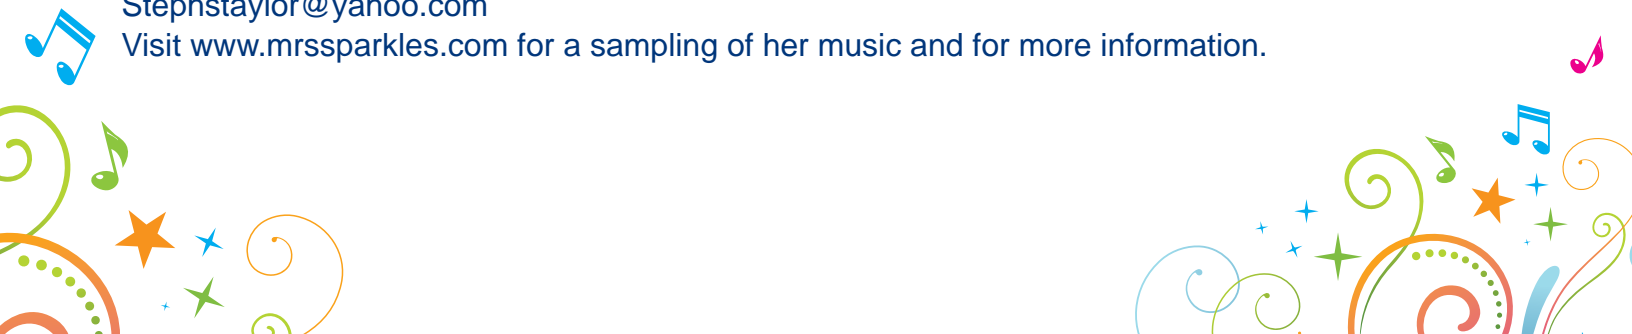 Stephstaylor@yahoo.com
Visit www.mrssparkles.com for a sampling of her music and for more information.